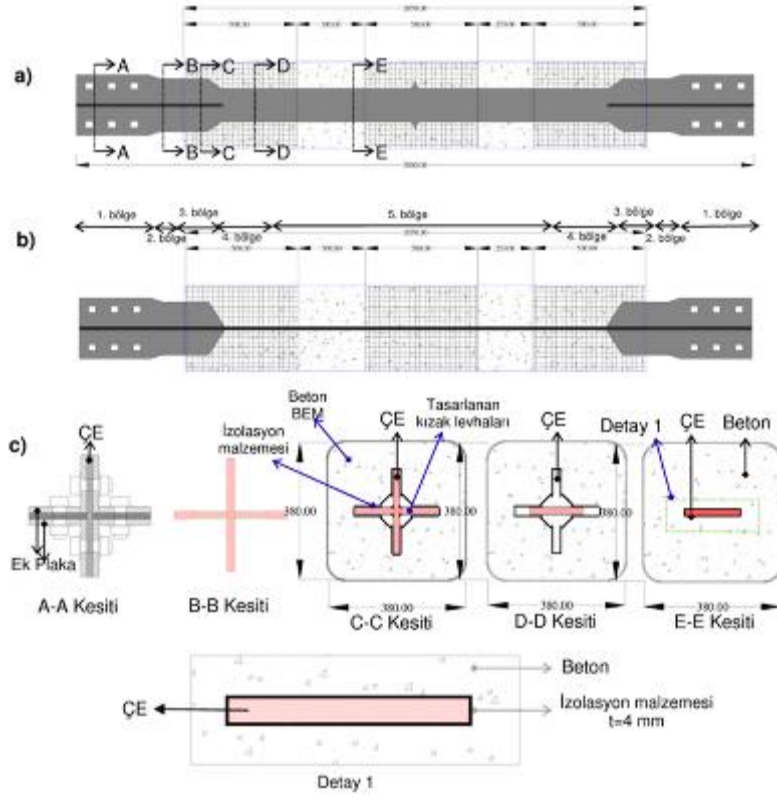 a)
A
B
C
D
E
A
B
C
D
E
1. bölge
3. bölge
5. bölge
3. bölge
1. bölge
2. bölge
4. bölge
4. bölge
2. bölge
b)
c)
ÇE
Ek Plaka
A-A Kesiti
B-B Kesiti
İzolasyon
malzemesi
Beton
BEM
ÇE
Tasarlanan
kızak levhaları
380.00
380.00
C-C Kesiti
380.00
380.00
D-D Kesiti
Detay 1
ÇE
Beton
380.00
E-E Kesiti
ÇE
Beton
İzolasyon malzemesi
t=4 mm
Detay 1